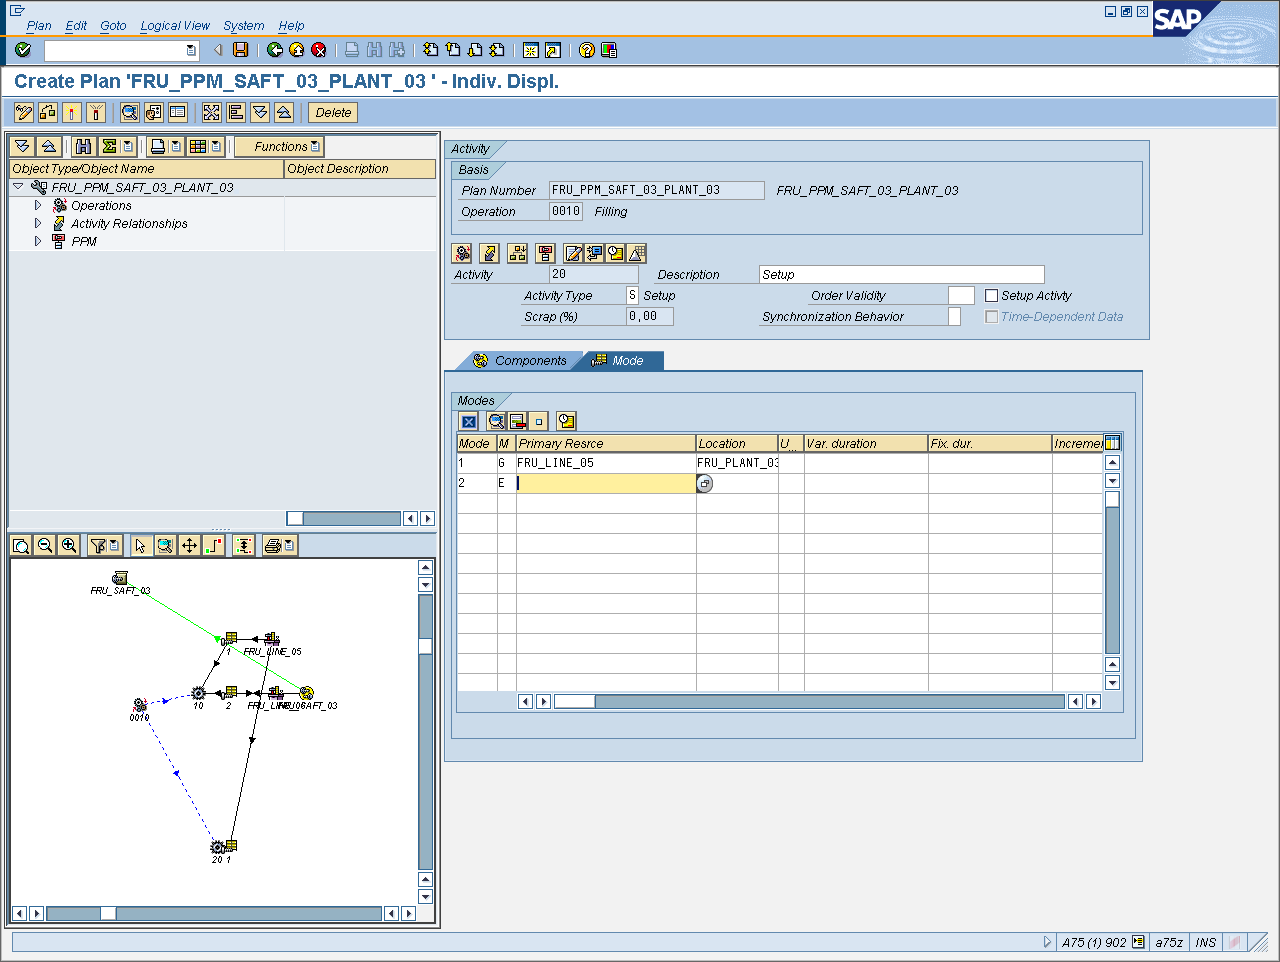 Plan Edit Goto Logical View System Help
SAP
Create Plan 'FRU_PPM_SAFT_03_PLANT_03 ' - Indiv. Displ.
Delete
Functions
Object Type/Object Name Object Description
FRU_PPM_SAFT_03_PLANT_03
Operations
Activity Relationships
PPM
Activity
Basis
Plan Number FRU_PPM_SAFT_03_PLANT_03 FRU_PPM_SAFT_03_PLANT_03
Operation 0010 Filling
Activity 20 Description Setup
Activity Type S Setup Order Validity Setup Activty
Scrap (%) 0,00 Synchronization Behavior Time-Dependent Data
Components Mode
Modes
Mode M Primary Resrce Location U... Var. duration Fix. dur. Incremer
1 G FRU_LINE_05 FRU_PLANT_03
2 E
FRU_SAFT_03
1 FRU_LINE_05
10 2
0010
20 1
A75 (1) 902 a75z INS